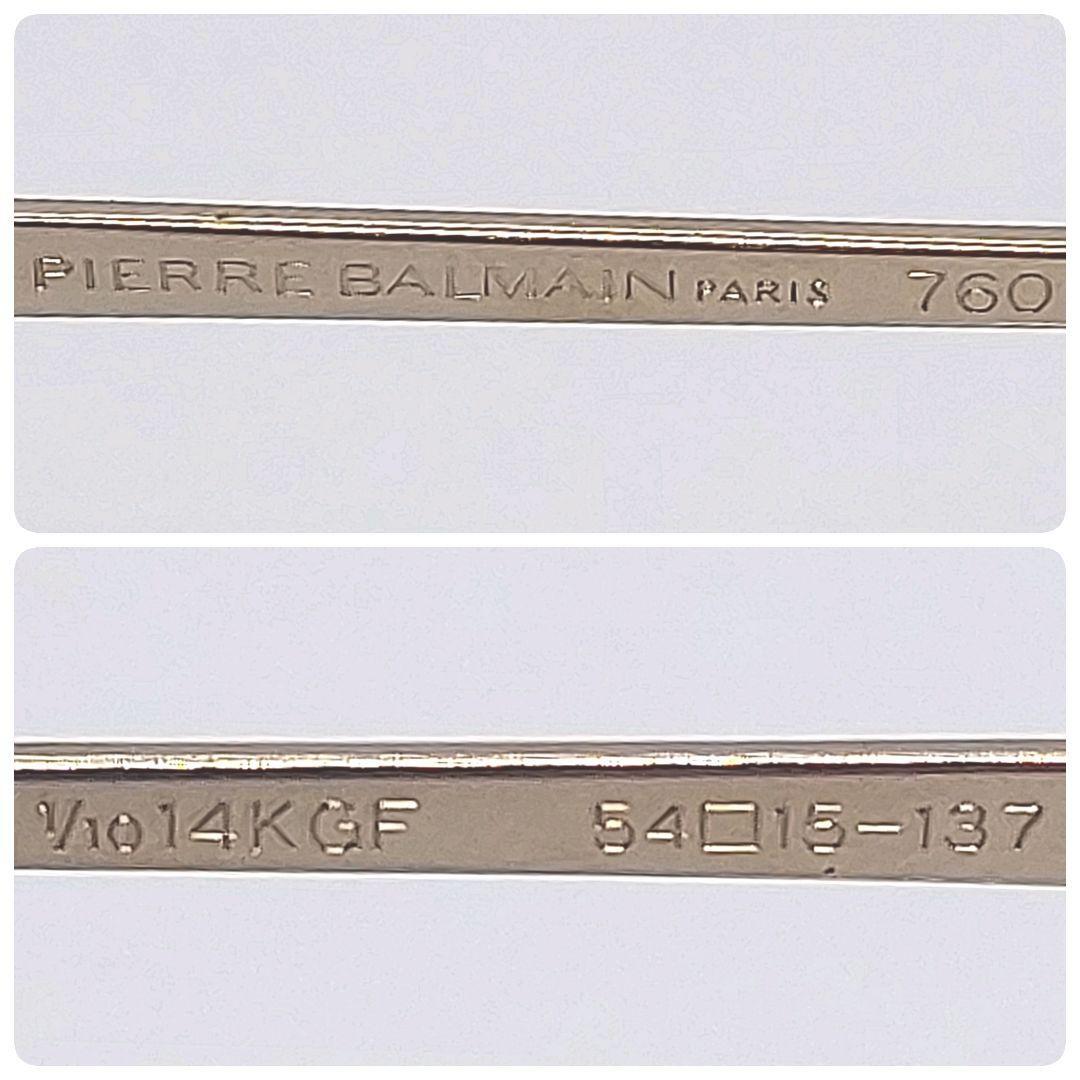 PIERRE BALMAIN PARIS 760
1/10 14KGF 54□15-137